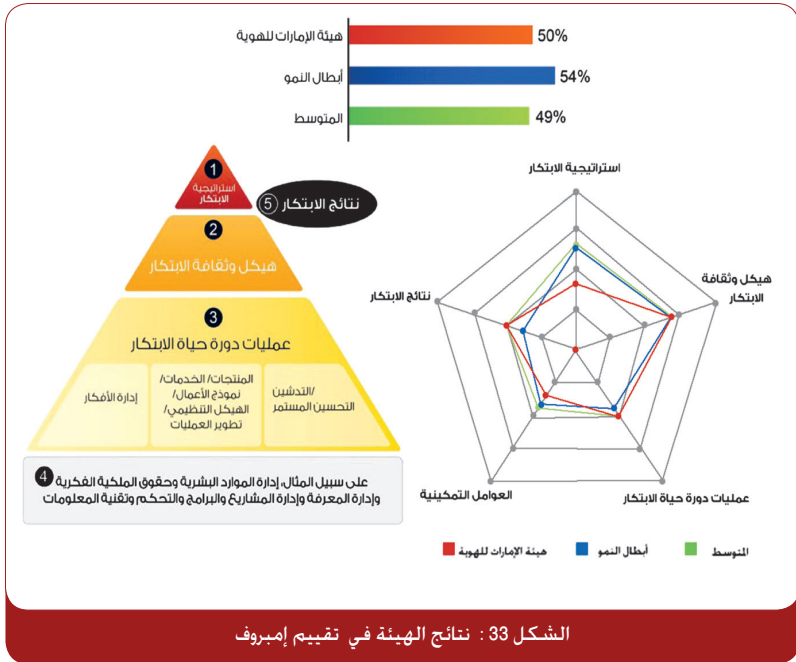 هيئة الإمارات للهوية 50%
أبطال النمو 54%
المتوسط 49%
1
استراتيجية
الابتكار
نتائج الابتكار 5
2
هيكل وثقافة الابتكار
3
عمليات دورة حياة الابتكار
إدارة الأفكار
المنتجات/ الخدمات/
نموذج الأعمال/
الهيكل التنظيمي/
تطوير العمليات
التدشين/
التحسين المستمر
4 على سبيل المثال، إدارة الموارد البشرية وحقوق الملكية الفكرية
وإدارة المعرفة وإدارة المشاريع والبرامج والتحكم وتقنية المعلومات
استراتيجية الابتكار
هيكل وثقافة
الابتكار
نتائج الابتكار
العوامل التمكينية
عمليات دورة حياة الابتكار
هيئة الإمارات للهوية
أبطال النمو
المتوسط
الشكل 33 : نتائج الهيئة في تقييم إمبروف